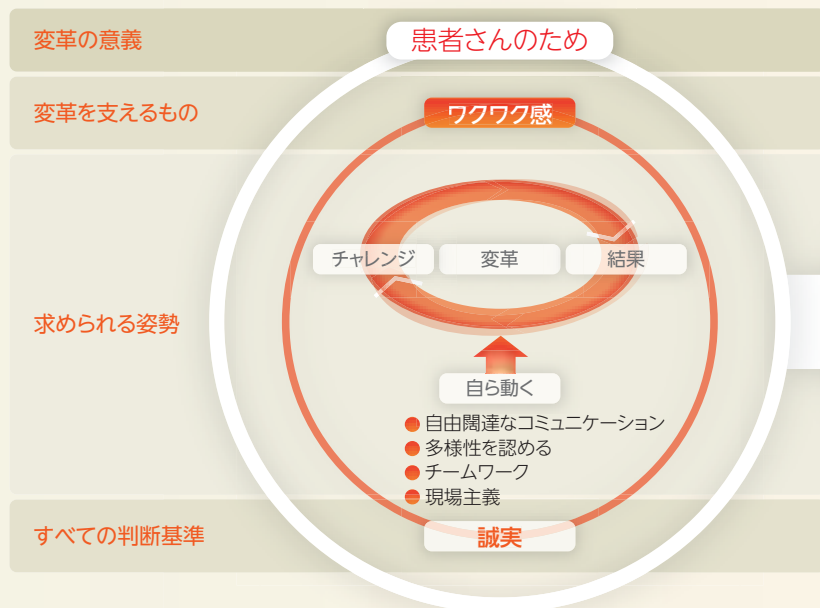 変革の意義
患者さんのため
変革を支えるもの
ワクワク感
チャレンジ
変革
結果
求められる姿勢
自ら動く
自由闊達なコミュニケーション
多様性を認める
チームワーク
現場主義
すべての判断基準
誠実